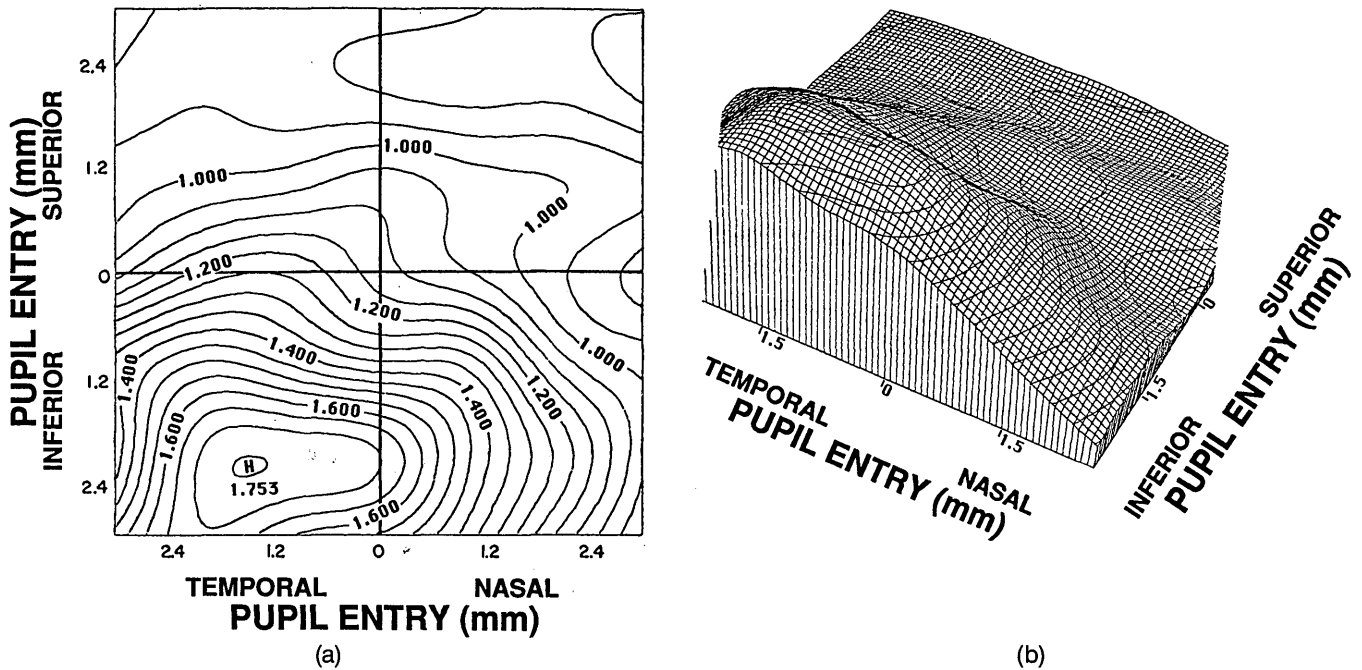 PUPIL ENTRY (mm)
INFERIOR SUPERIOR
2.4
1.2
0
1.2
2.4
1.000
1.000
1.000
1.200
1.200
1.000
1.400
1.400
1.200
1.400
1.600
1.600
H
1.753
1.600
2.4 1.2 0 1.2 2.4
TEMPORAL NASAL
PUPIL ENTRY (mm)
(a)
1.5
0
1.5
TEMPORAL NASAL
PUPIL ENTRY (mm)
0
1.5
INFERIOR SUPERIOR
PUPIL ENTRY (mm)
(b)